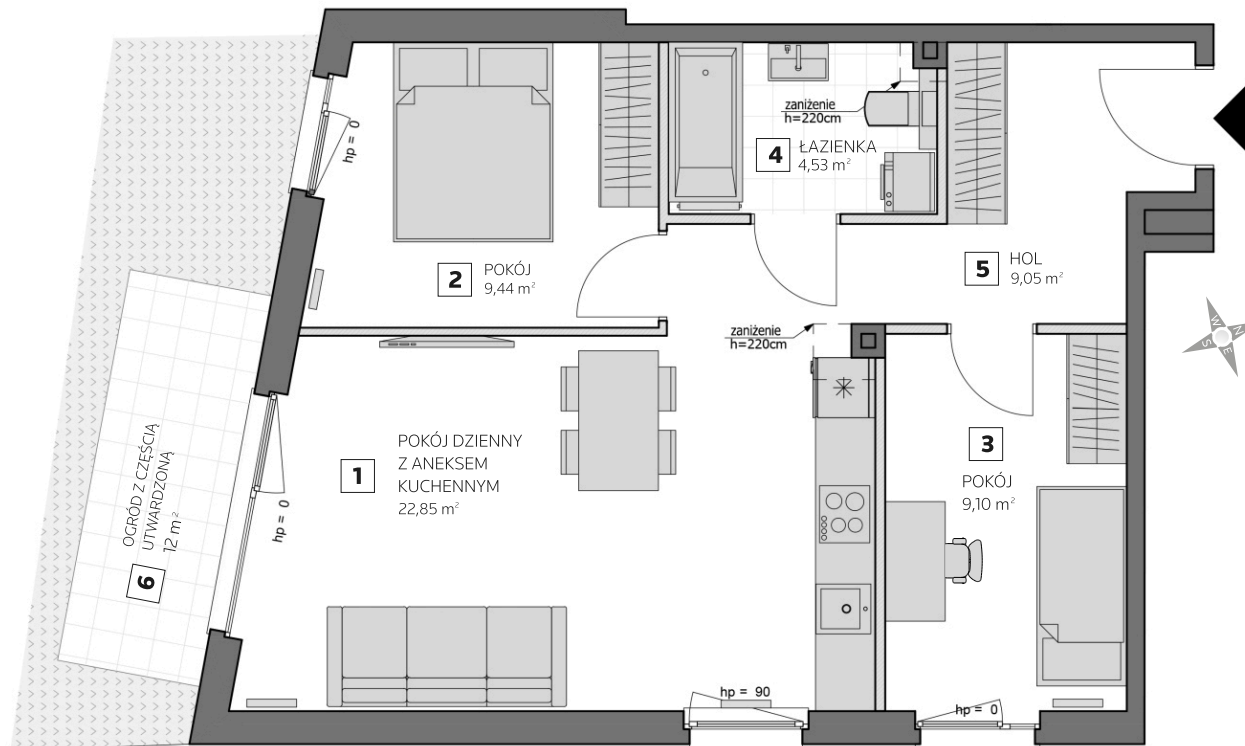 hp = 0
zaniżenie
h=220cm
4
ŁAZIENKA
4,53 m²
2
POKÓJ
9,44 m²
5
HOL
9,05 m²
zaniżenie
h=220cm
N
W
E
S
1
POKÓJ DZIENNY
Z ANEKSEM
KUCHENNYM
22,85 m²
3
POKÓJ
9,10 m²
OGRÓD Z CZĘŚCIĄ
UTWARDZONĄ
12 m²
6
hp = 0
hp = 90
hp = 0